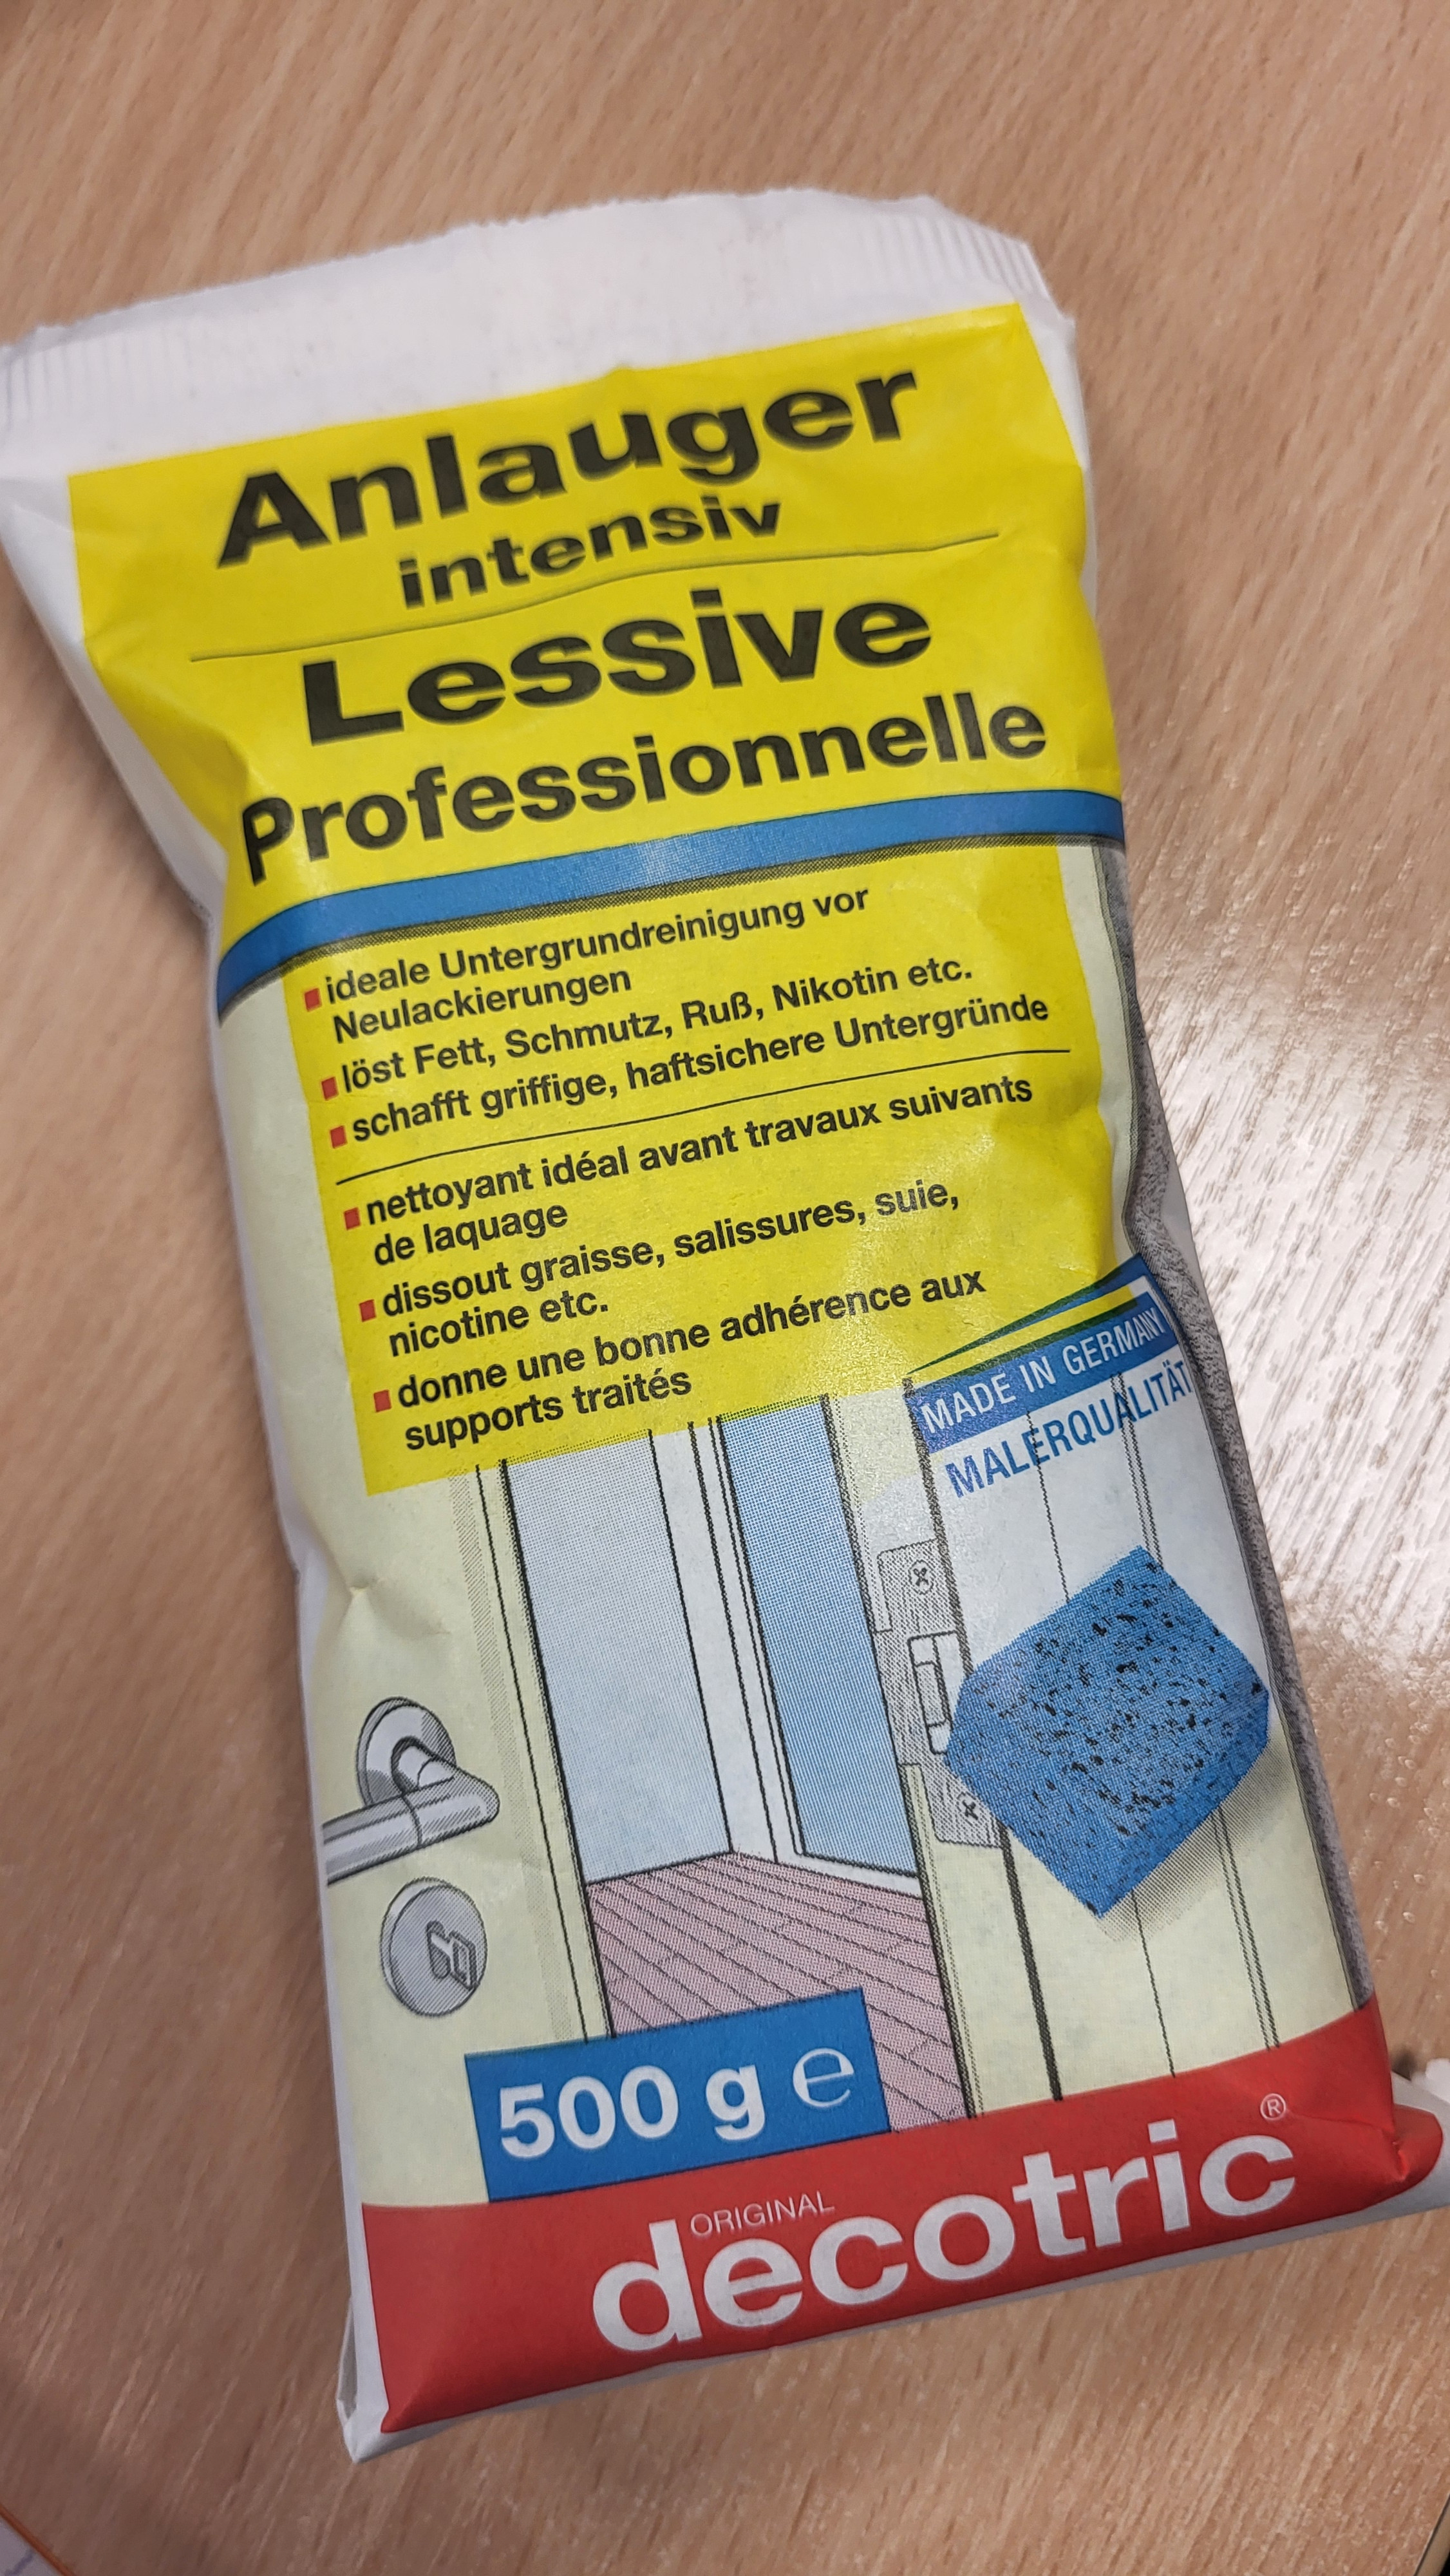 Anlauger
intensiv
Lessive
Professionnelle
ideale Untergrundreinigung vor
Neulackierungen
löst Fett, Schmutz, Ruß, Nikotin etc.
schafft griffige, haftsichere Untergründe
nettoyant idéal avant travaux suivants
de laquage
dissout graisse, salissures, suie,
nicotine etc.
donne une bonne adhérence aux
supports traités
MADE IN GERMANY
MALERQUALITÄT
500 g ℮
ORIGINAL
decotric®